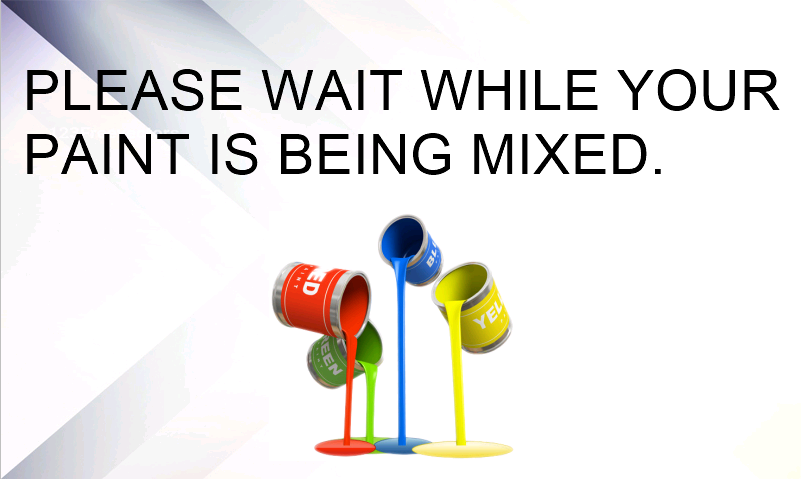 PLEASE WAIT WHILE YOUR
PAINT IS BEING MIXED.